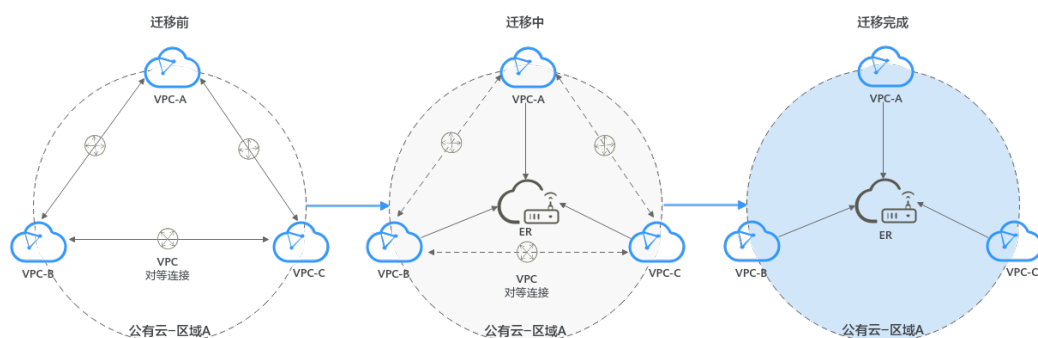 迁移前
迁移中
迁移完成
VPC-A
VPC-A
VPC-A
ER
ER
VPC-B
VPC
对等连接
VPC-C
VPC-B
VPC
对等连接
VPC-C
VPC-B
VPC-C
公有云-区域A
公有云-区域A
公有云-区域A